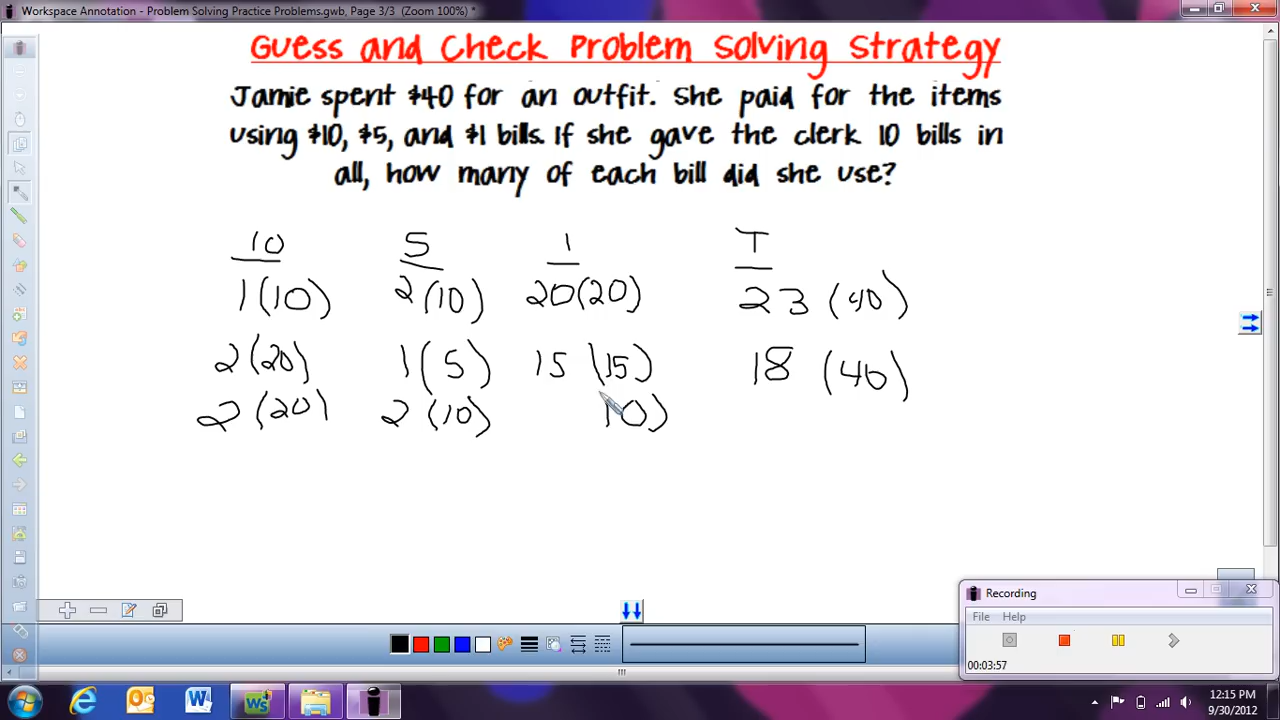 Workspace Annotation - Problem Solving Practice Problems.gwb, Page 3/3 (Zoom 100%) *
Guess and Check Problem Solving Strategy
Jamie spent $40 for an outfit. She paid for the items
using $10, $5, and $1 bills. If she gave the clerk 10 bills in
all, how many of each bill did she use?
10 5 1 T
1(10) 2(10) 20(20) 23 (40)
2(20) 1(5) 15 (15) 18 (40)
2(20) 2(10) 10)
Recording
File Help
00:03:57
12:15 PM
9/30/2012